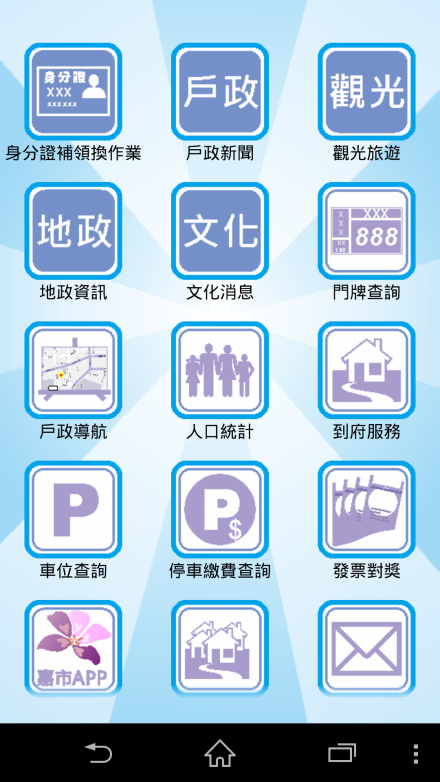 身分證
XXX
XXXXXX
戶政
觀光
身分證補領換作業
戶政新聞
觀光旅遊
地政
文化
XXX
X
X
X
XX
888
地政資訊
文化消息
門牌查詢
戶政導航
人口統計
到府服務
P
P
$
車位查詢
停車繳費查詢
發票對獎
嘉市APP